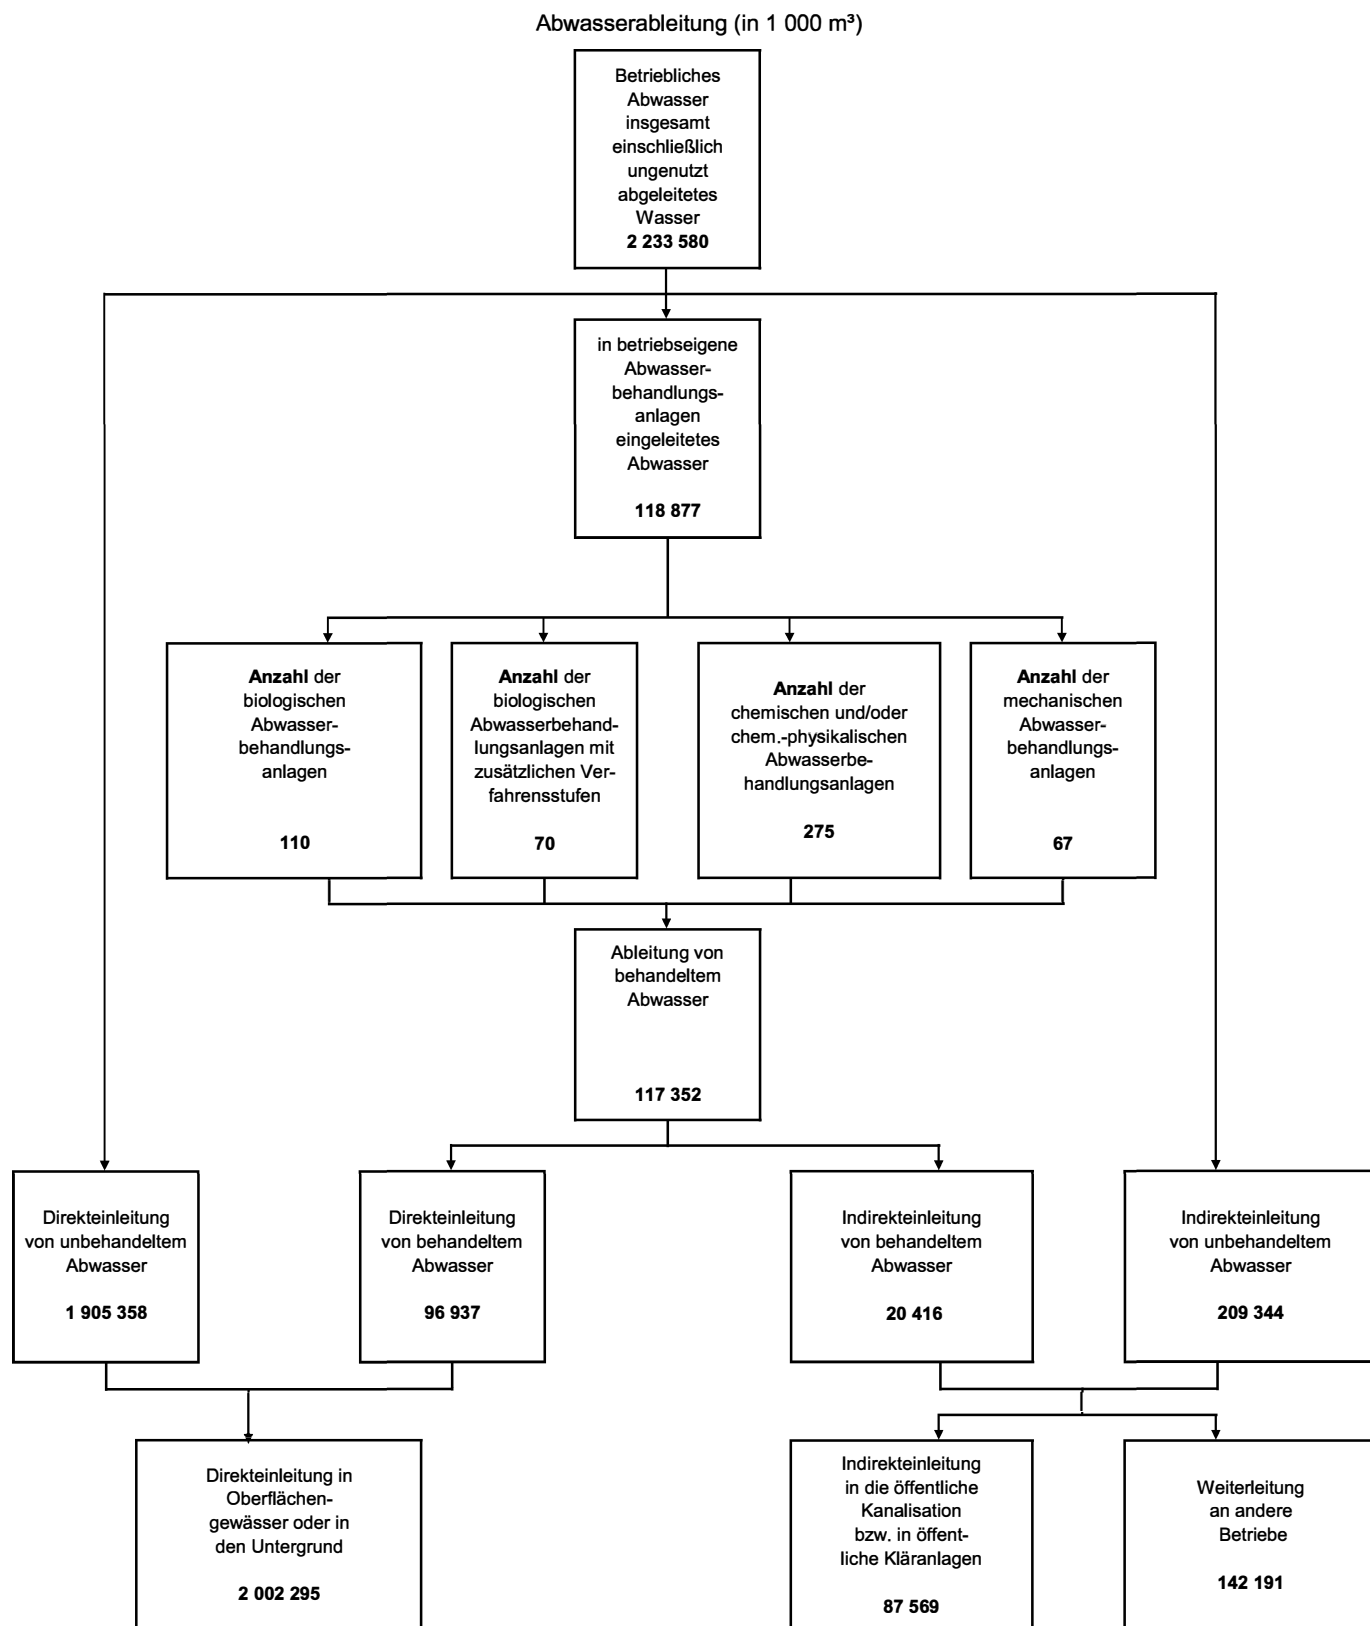 Abwasserableitung (in 1 000 m³)
Betriebliches
Abwasser
insgesamt
einschließlich
ungenutzt
abgeleitetes
Wasser
2 233 580
in betriebseigene
Abwasser-
behandlungs-
anlagen
eingeleitetes
Abwasser
118 877
Anzahl der
biologischen
Abwasser-
behandlungs-
anlagen
110
Anzahl der
biologischen
Abwasserbehand-
lungsanlagen mit
zusätzlichen Ver-
fahrensstufen
70
Anzahl der
chemischen und/oder
chem.-physikalischen
Abwasserbe-
handlungsanlagen
275
Anzahl der
mechanischen
Abwasser-
behandlungs-
anlagen
67
Ableitung von
behandeltem
Abwasser
117 352
Direkteinleitung
von unbehandeltem
Abwasser
1 905 358
Direkteinleitung
von behandeltem
Abwasser
96 937
Indirekteinleitung
von behandeltem
Abwasser
20 416
Indirekteinleitung
von unbehandeltem
Abwasser
209 344
Direkteinleitung in
Oberflächen-
gewässer oder in
den Untergrund
2 002 295
Indirekteinleitung
in die öffentliche
Kanalisation
bzw. in öffent-
liche Kläranlagen
87 569
Weiterleitung
an andere
Betriebe
142 191